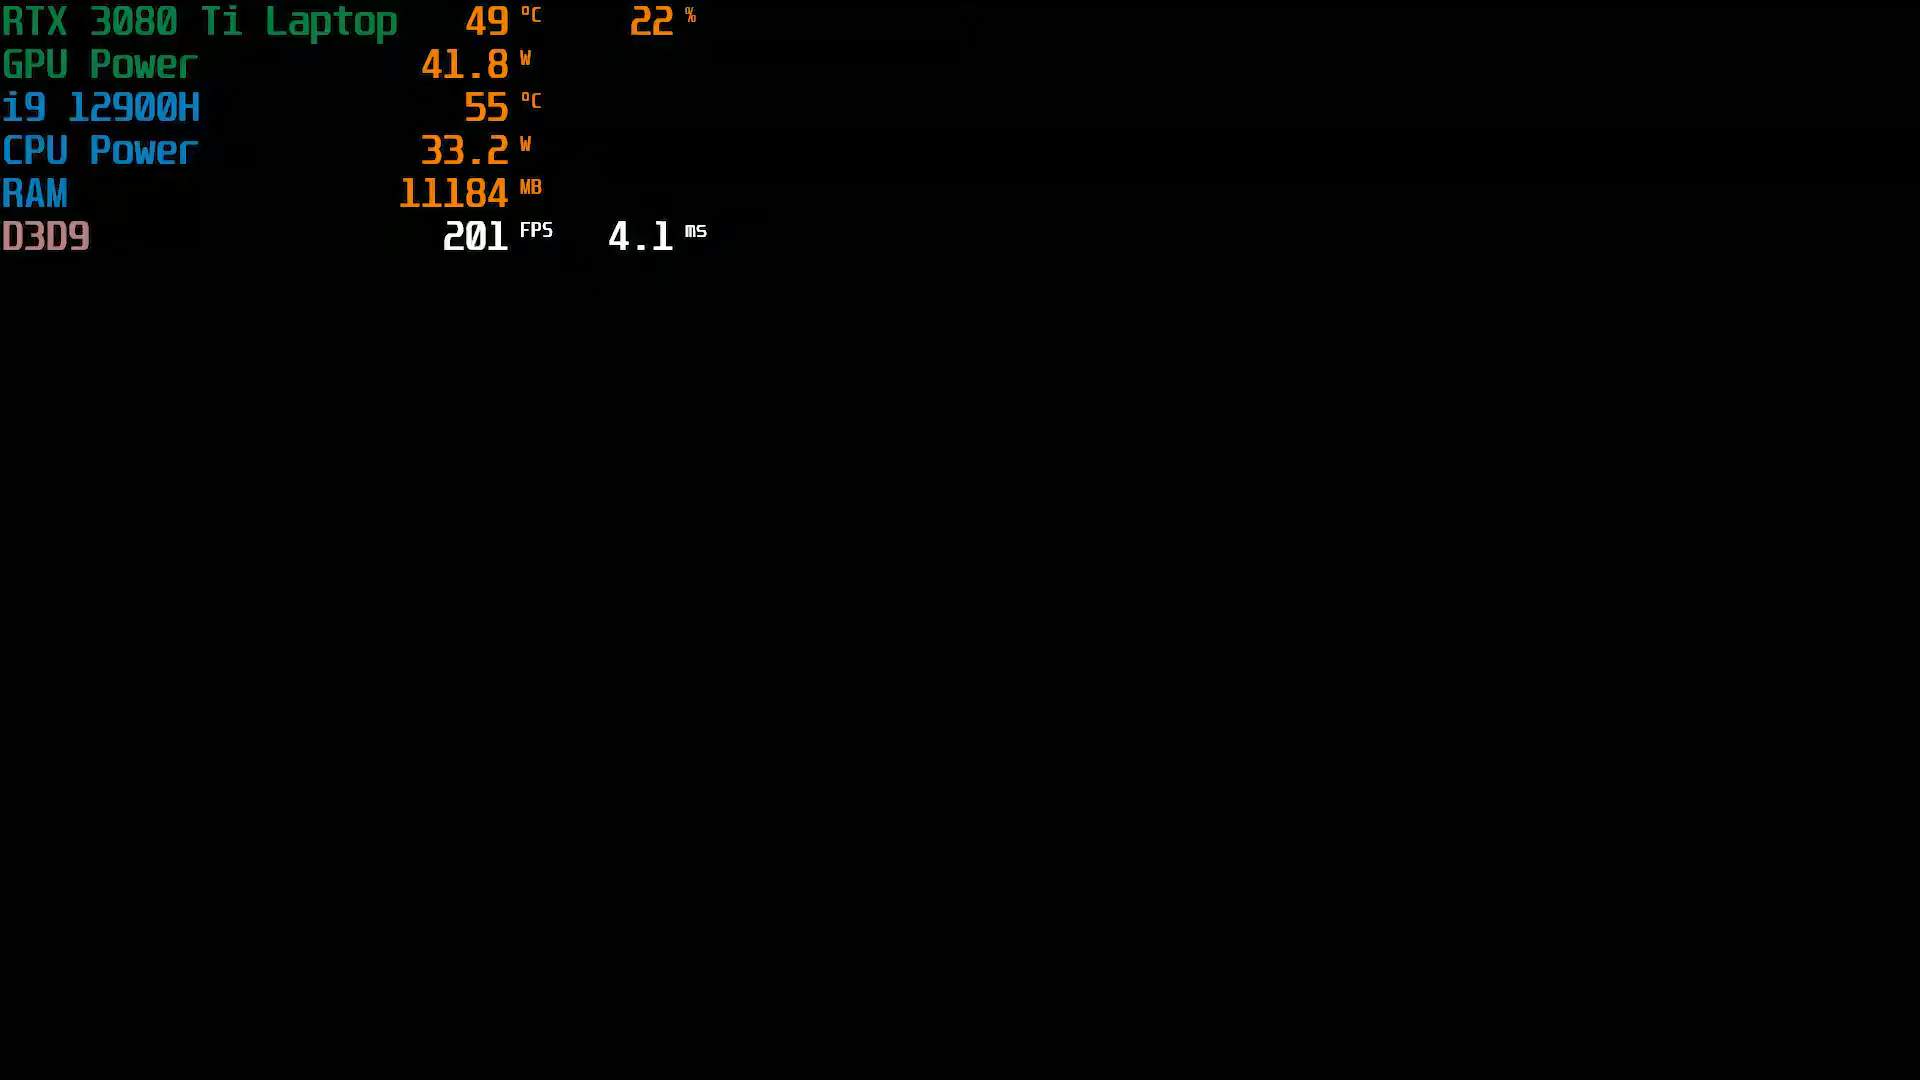 RTX 3080 Ti Laptop 49 °C 22 %
GPU Power 41.8 W
i9 12900H 55 °C
CPU Power 33.2 W
RAM 11184 MB
D3D9 201 FPS 4.1 ms